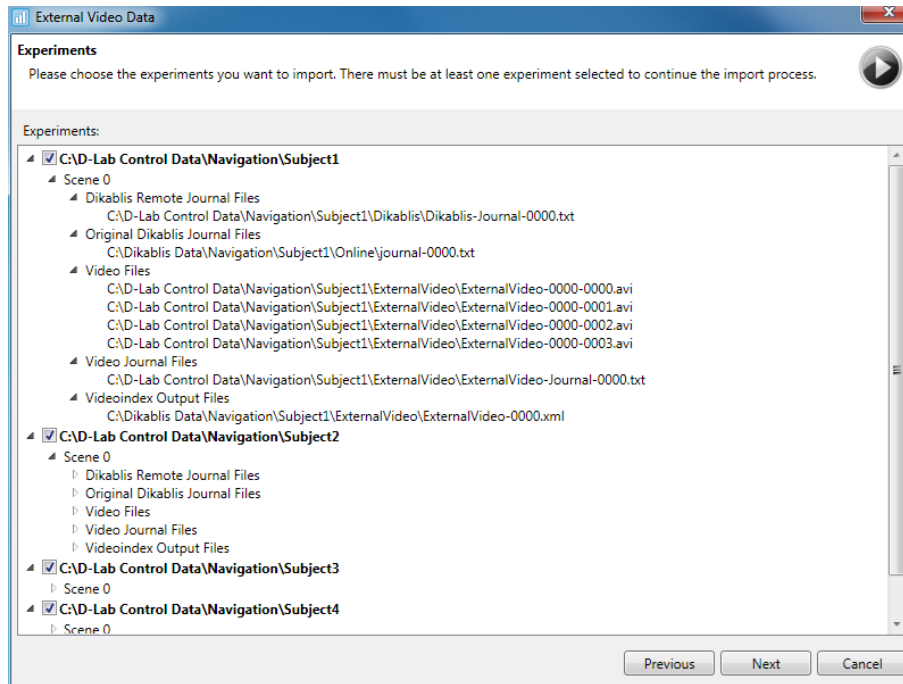 External Video Data
Experiments
Please choose the experiments you want to import. There must be at least one experiment selected to continue the import process.
Experiments:
C:\D-Lab Control Data\Navigation\Subject1
Scene 0
Dikablis Remote Journal Files
C:\D-Lab Control Data\Navigation\Subject1\Dikablis\Dikablis-Journal-0000.txt
Original Dikablis Journal Files
C:\Dikablis Data\Navigation\Subject1\Online\journal-0000.txt
Video Files
C:\D-Lab Control Data\Navigation\Subject1\ExternalVideo\ExternalVideo-0000-0000.avi
C:\D-Lab Control Data\Navigation\Subject1\ExternalVideo\ExternalVideo-0000-0001.avi
C:\D-Lab Control Data\Navigation\Subject1\ExternalVideo\ExternalVideo-0000-0002.avi
C:\D-Lab Control Data\Navigation\Subject1\ExternalVideo\ExternalVideo-0000-0003.avi
Video Journal Files
C:\D-Lab Control Data\Navigation\Subject1\ExternalVideo\ExternalVideo-Journal-0000.txt
Videoindex Output Files
C:\Dikablis Data\Navigation\Subject1\ExternalVideo\ExternalVideo-0000.xml
C:\D-Lab Control Data\Navigation\Subject2
Scene 0
Dikablis Remote Journal Files
Original Dikablis Journal Files
Video Files
Video Journal Files
Videoindex Output Files
C:\D-Lab Control Data\Navigation\Subject3
Scene 0
C:\D-Lab Control Data\Navigation\Subject4
Scene 0
Previous Next Cancel